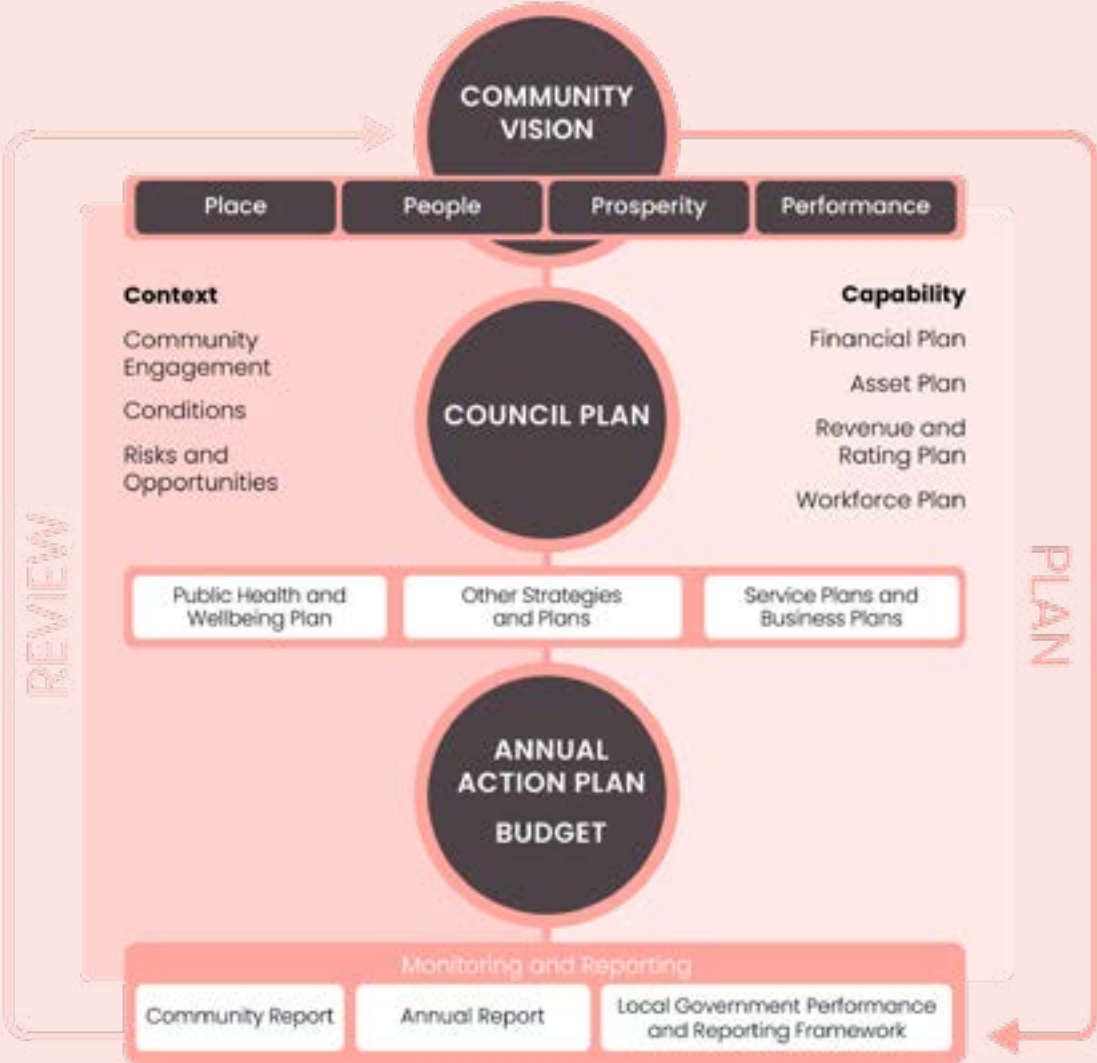 COMMUNITY
VISION
Place
People
Prosperity
Performance
Context
Community
Engagement
Conditions
Risks and
Opportunities
Capability
Financial Plan
Asset Plan
Revenue and
Rating Plan
Workforce Plan
COUNCIL PLAN
REVIEW
PLAN
Public Health and
Wellbeing Plan
Other Strategies
and Plans
Service Plans and
Business Plans
ANNUAL
ACTION PLAN
BUDGET
Monitoring and Reporting
Community Report
Annual Report
Local Government Performance
and Reporting Framework